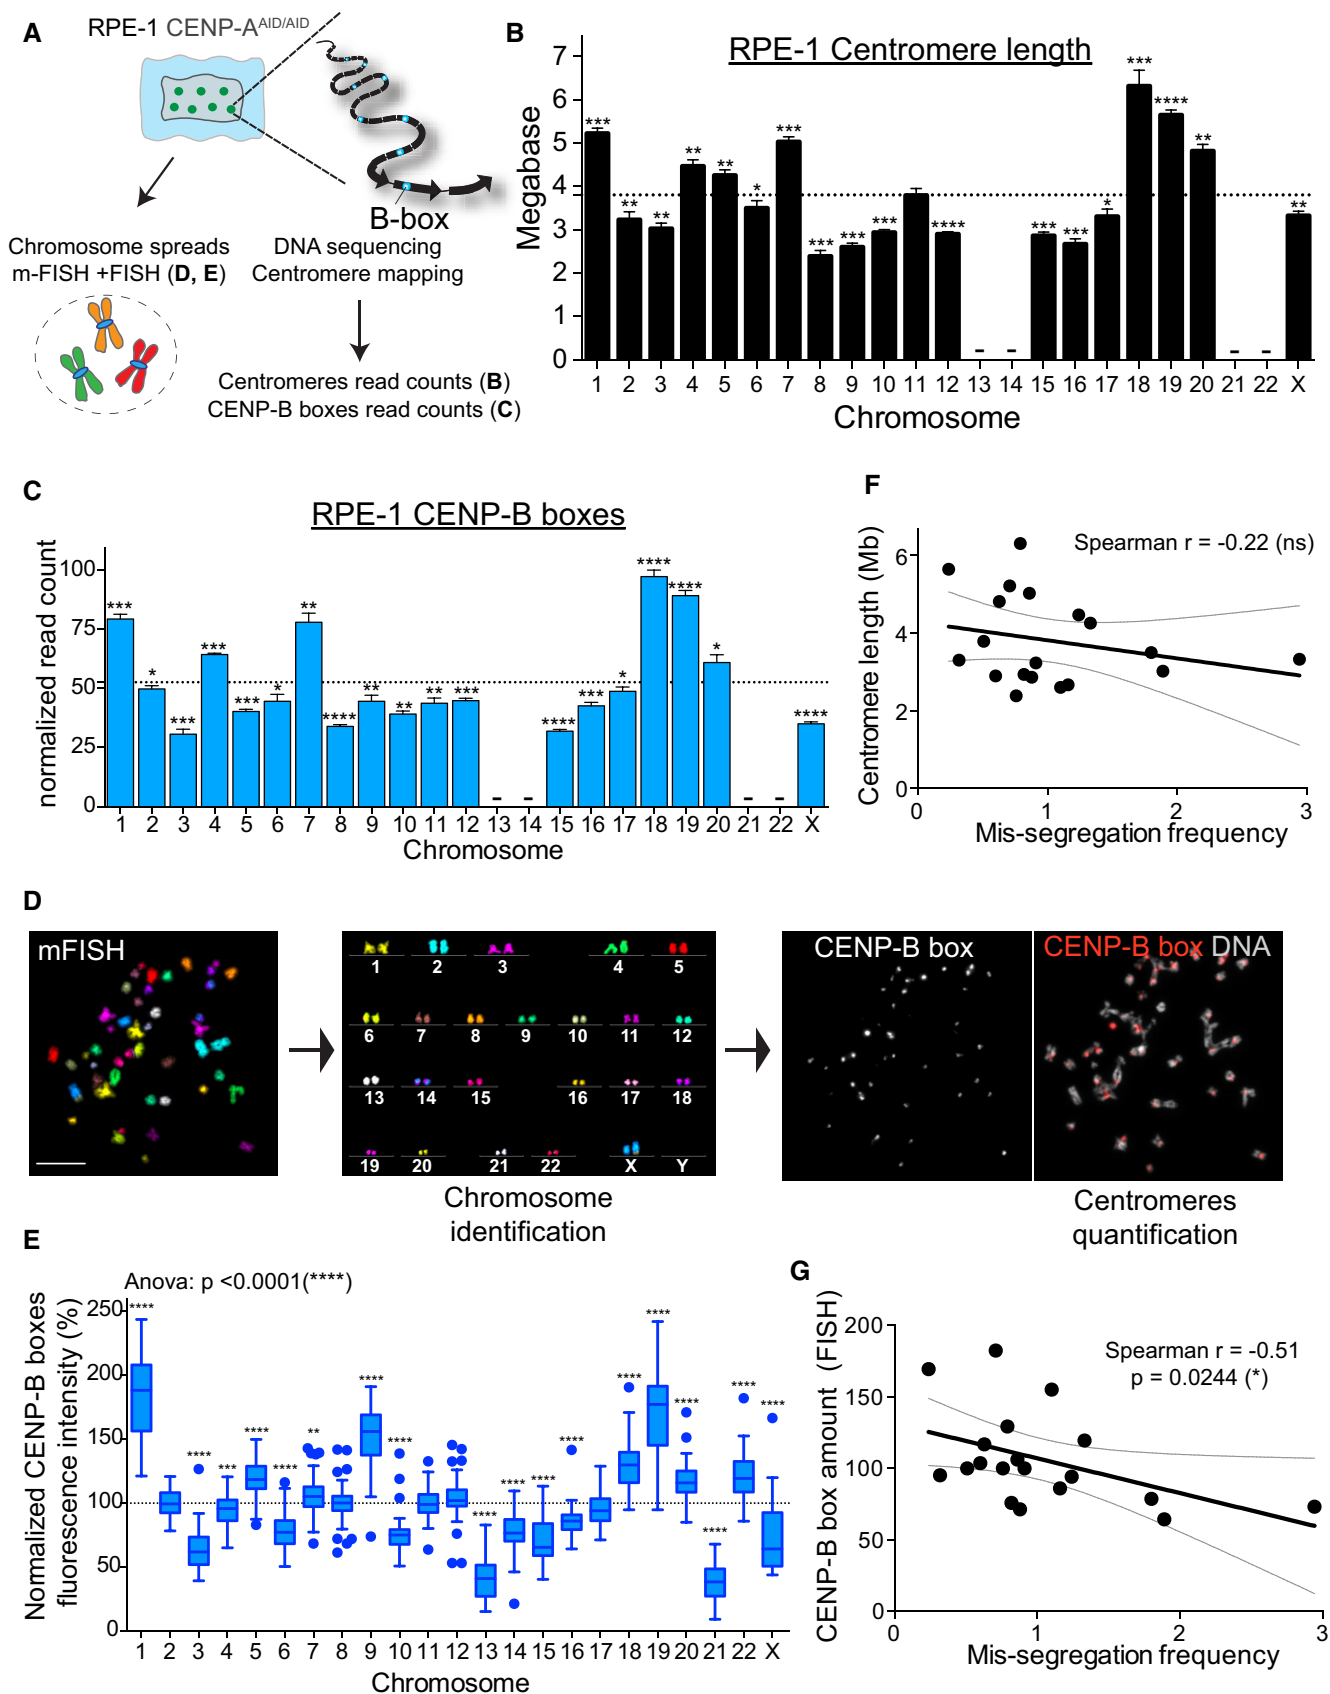 A
RPE-1 CENP-A^AID/AID
B-box
Chromosome spreads
m-FISH +FISH (D, E)
DNA sequencing
Centromere mapping
Centromeres read counts (B)
CENP-B boxes read counts (C)
B
RPE-1 Centromere length
Megabase
7
6
5
4
3
2
1
0
*** ** ** ** ** * *** *** *** *** **** *** *** * *** **** ** **
- - - -
1 2 3 4 5 6 7 8 9 10 11 12 13 14 15 16 17 18 19 20 21 22 X
Chromosome
C
RPE-1 CENP-B boxes
normalized read count
100
75
50
25
0
*** * *** *** *** * ** **** ** ** ** *** **** *** * **** **** * ****
- - - -
1 2 3 4 5 6 7 8 9 10 11 12 13 14 15 16 17 18 19 20 21 22 X
Chromosome
F
Centromere length (Mb)
Spearman r = -0.22 (ns)
6
4
2
0
0 1 2 3
Mis-segregation frequency
D
mFISH
1 2 3 4 5
6 7 8 9 10 11 12
13 14 15 16 17 18
19 20 21 22 X Y
Chromosome
identification
CENP-B box
CENP-B box DNA
Centromeres
quantification
E
Anova: p <0.0001(****)
Normalized CENP-B boxes
fluorescence intensity (%)
250
200
150
100
50
0
**** **** *** **** **** ** **** **** **** *** **** **** **** **** **** **** **** ****
1 2 3 4 5 6 7 8 9 10 11 12 13 14 15 16 17 18 19 20 21 22 X
Chromosome
G
CENP-B box amount (FISH)
Spearman r = -0.51
p = 0.0244 (*)
200
150
100
50
0
0 1 2 3
Mis-segregation frequency